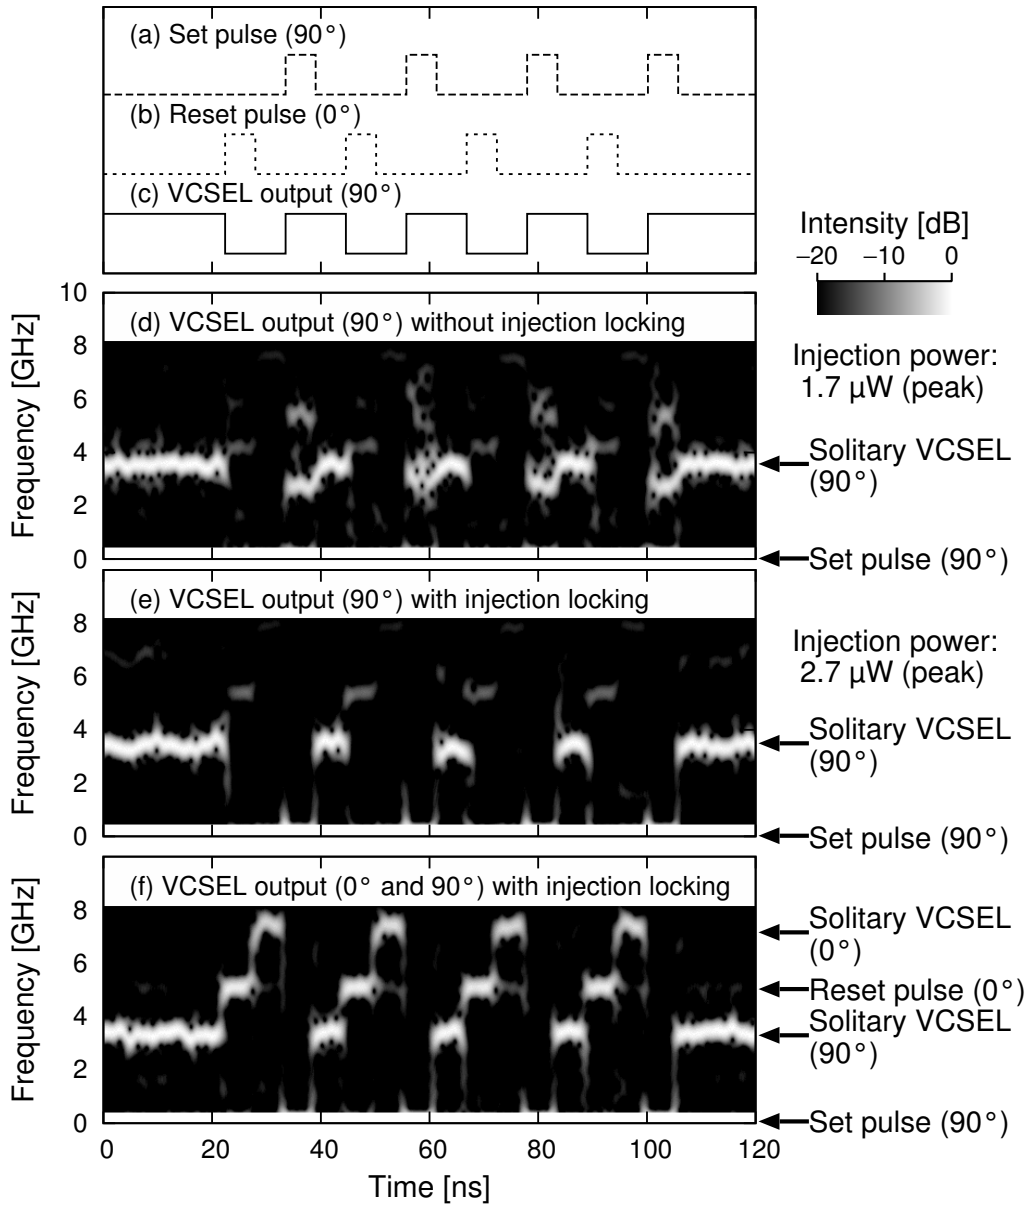 (a) Set pulse (90°)
(b) Reset pulse (0°)
(c) VCSEL output (90°)
Intensity [dB]
−20 −10 0
10
(d) VCSEL output (90°) without injection locking
8
6
4
2
0
Frequency [GHz]
Injection power:
1.7 µW (peak)
Solitary VCSEL
(90°)
Set pulse (90°)
(e) VCSEL output (90°) with injection locking
8
6
4
2
0
Frequency [GHz]
Injection power:
2.7 µW (peak)
Solitary VCSEL
(90°)
Set pulse (90°)
(f) VCSEL output (0° and 90°) with injection locking
8
6
4
2
0
Frequency [GHz]
Solitary VCSEL
(0°)
Reset pulse (0°)
Solitary VCSEL
(90°)
Set pulse (90°)
0 20 40 60 80 100 120
Time [ns]